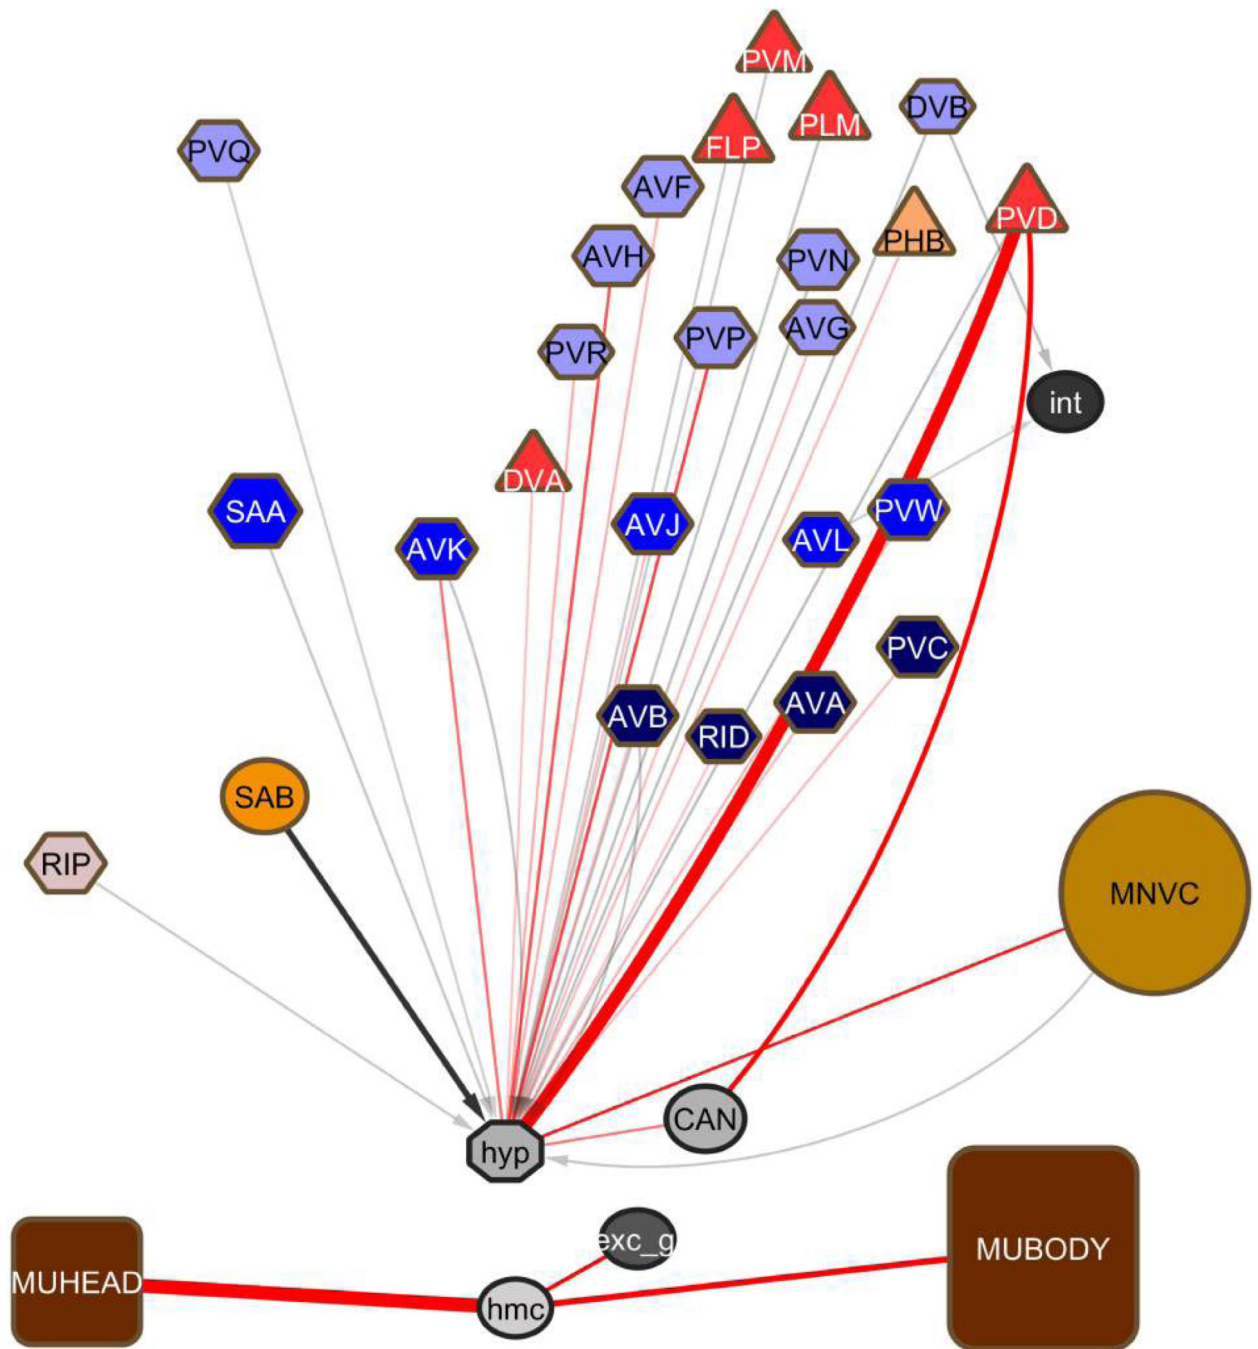 PVM
PLM
DVB
FLP
PVQ
AVF
PVD
PHB
AVH
PVN
AVG
PVP
PVR
int
DVA
SAA
AVJ
PVW
AVL
AVK
PVC
AVA
AVB
RID
SAB
RIP
MNVC
CAN
hyp
exc_g
MUBODY
MUHEAD
hmc